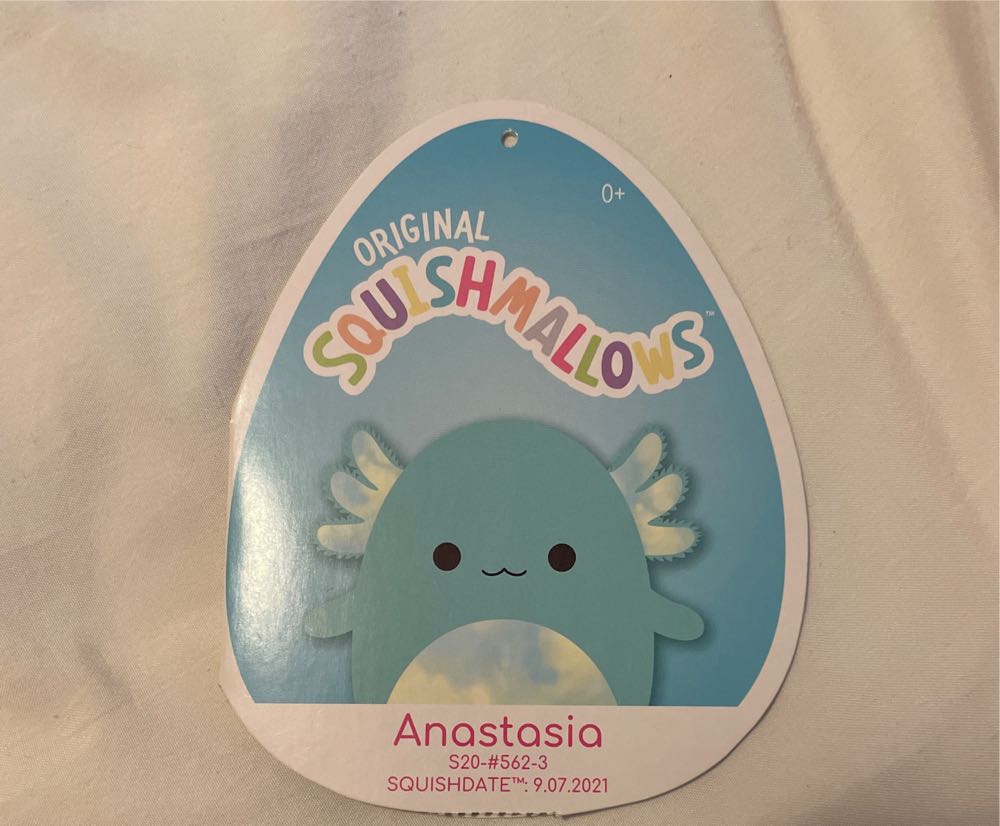 0+
ORIGINAL
SQUISHMALLOWS™
Anastasia
S20-#562-3
SQUISHDATE™: 9.07.2021